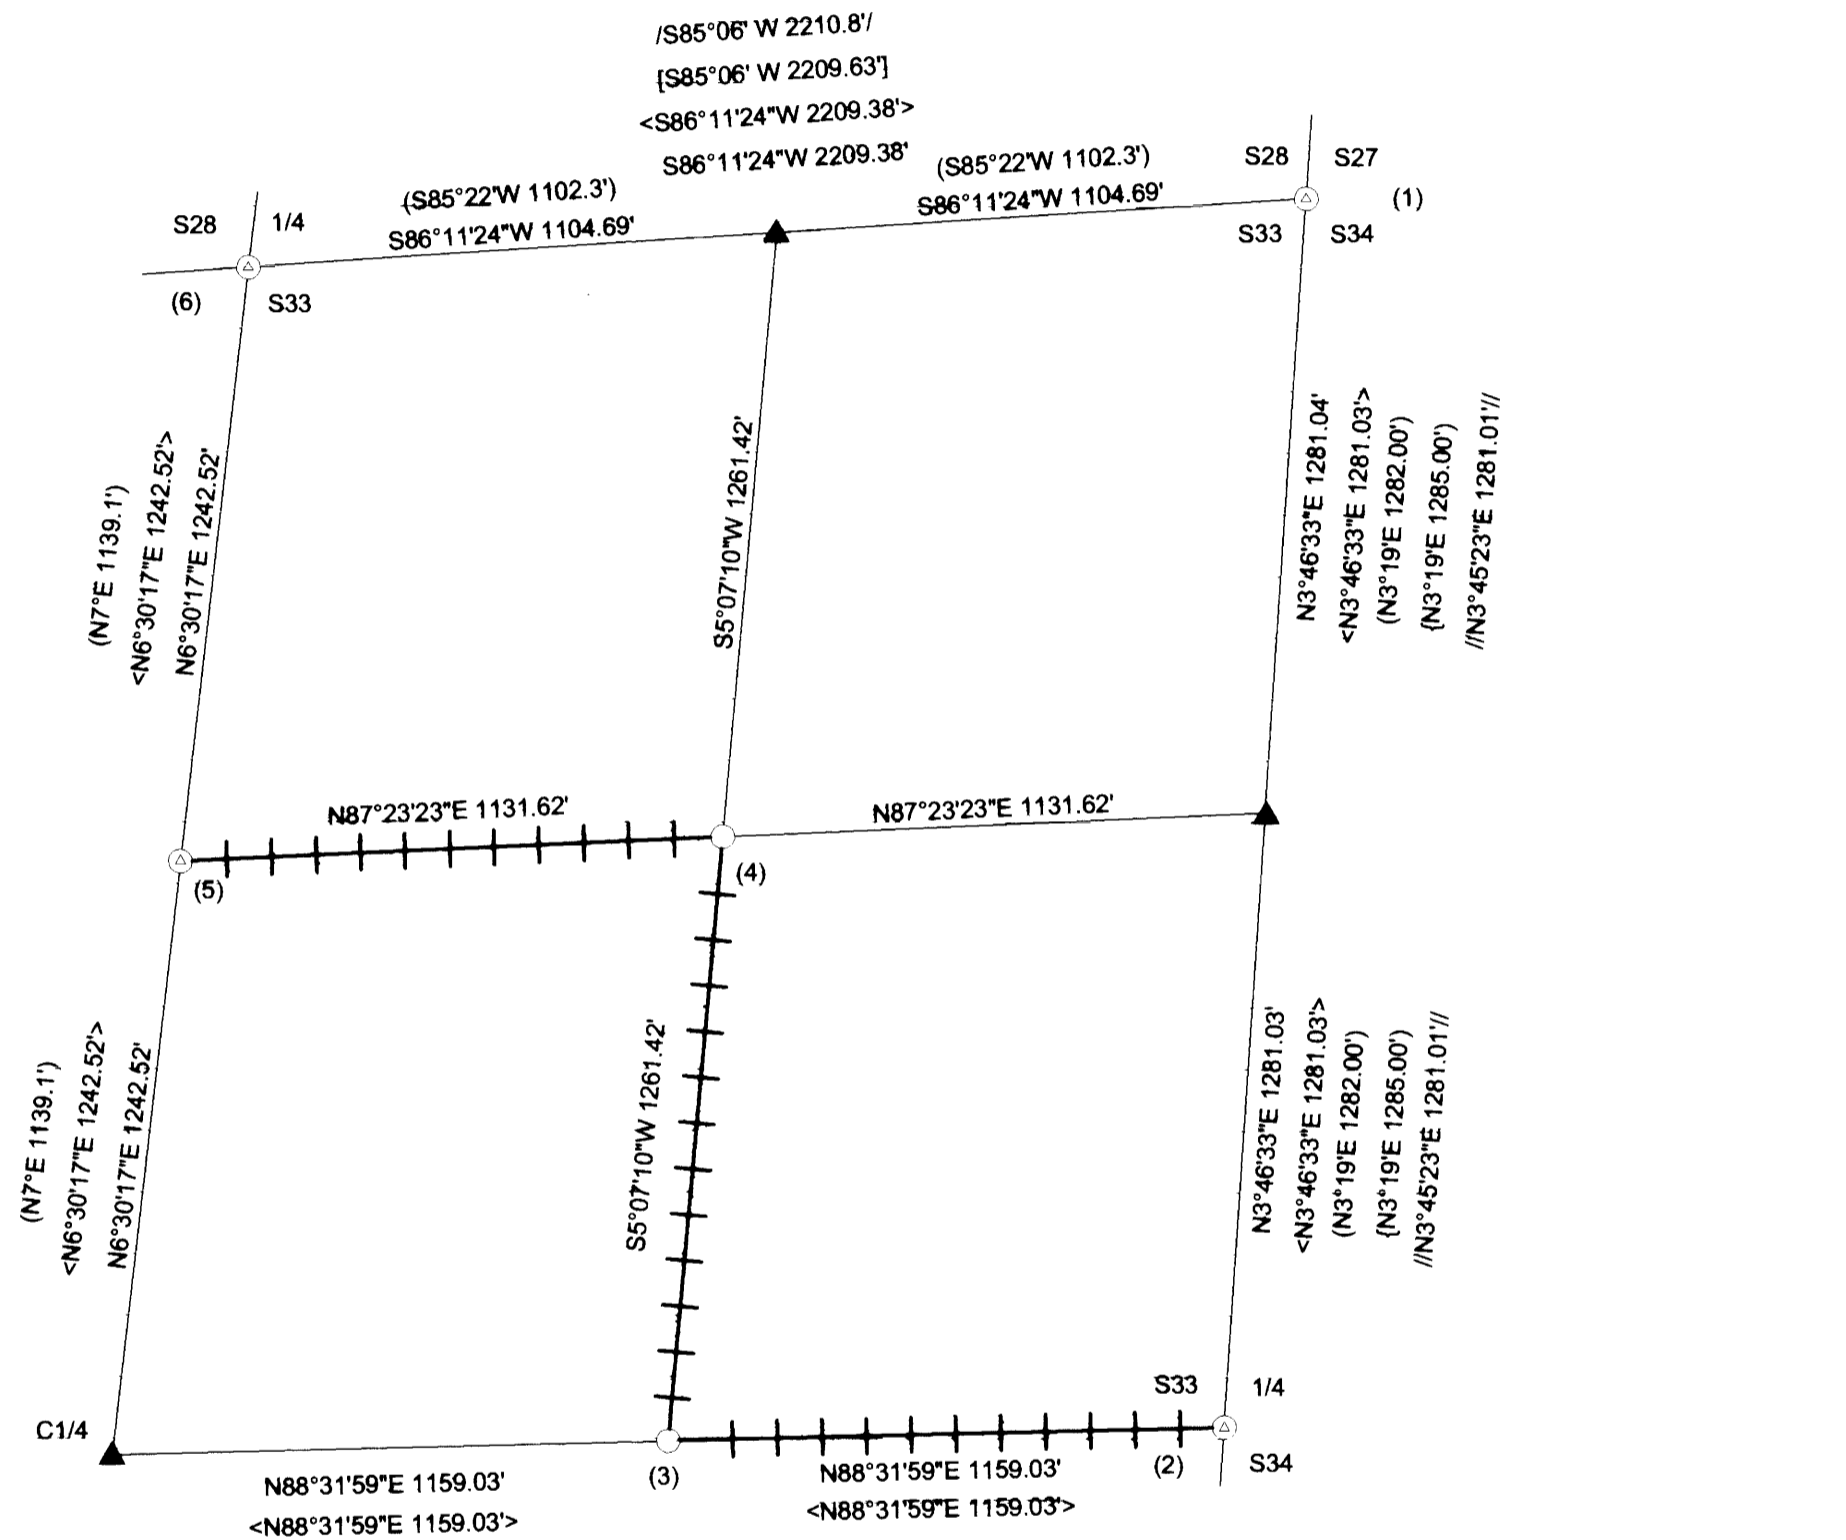 /S85°06' W 2210.8'/
[S85°06' W 2209.63']
<S86°11'24"W 2209.38'>
S86°11'24"W 2209.38'
(S85°22'W 1102.3')
S86°11'24"W 1104.69'
(S85°22'W 1102.3')
S86°11'24"W 1104.69'
S28
S27
(1)
S33
S34
S28
1/4
(6)
S33
(N7°E 1139.1')
<N6°30'17"E 1242.52'>
N6°30'17"E 1242.52'
S5°07'10"W 1261.42'
N3°46'33"E 1281.04'
<N3°46'33"E 1281.03'>
(N3°19'E 1282.00')
{N3°19'E 1285.00')
//N3°45'23"E 1281.01'//
N87°23'23"E 1131.62'
N87°23'23"E 1131.62'
(5)
(4)
(N7°E 1139.1')
<N6°30'17"E 1242.52'>
N6°30'17"E 1242.52'
S5°07'10"W 1261.42'
N3°46'33"E 1281.03'
<N3°46'33"E 1281.03'>
(N3°19'E 1282.00')
{N3°19'E 1285.00')
//N3°45'23"E 1281.01'//
S33
1/4
C1/4
(3)
(2)
S34
N88°31'59"E 1159.03'
<N88°31'59"E 1159.03'>
N88°31'59"E 1159.03'
<N88°31'59"E 1159.03'>